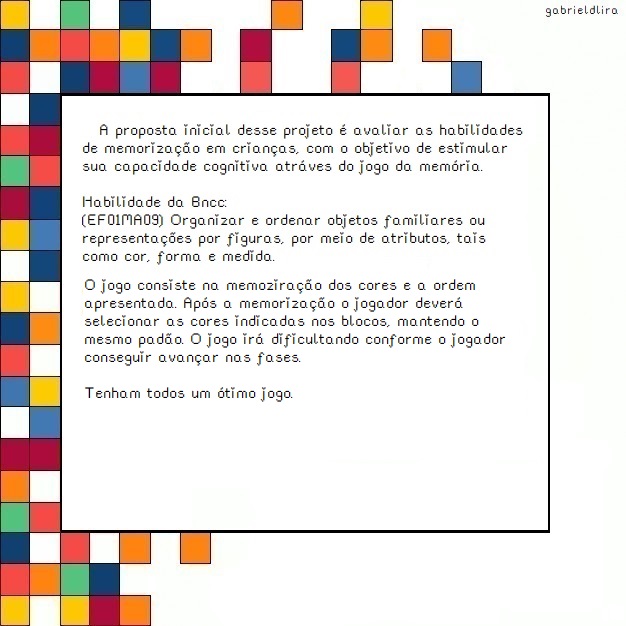 gabrieldlira
A proposta inicial desse projeto é avaliar as habilidades
de memorização em crianças, com o objetivo de estimular
sua capacidade cognitiva atráves do jogo da memória.
Habilidade da Bncc:
(EF01MA09) Organizar e ordenar objetos familiares ou
representações por figuras, por meio de atributos, tais
como cor, forma e medida.
O jogo consiste na memoziração dos cores e a ordem
apresentada. Após a memorização o jogador deverá
selecionar as cores indicadas nos blocos, mantendo o
mesmo padão. O jogo irá dificultando conforme o jogador
conseguir avançar nas fases.
Tenham todos um ótimo jogo.